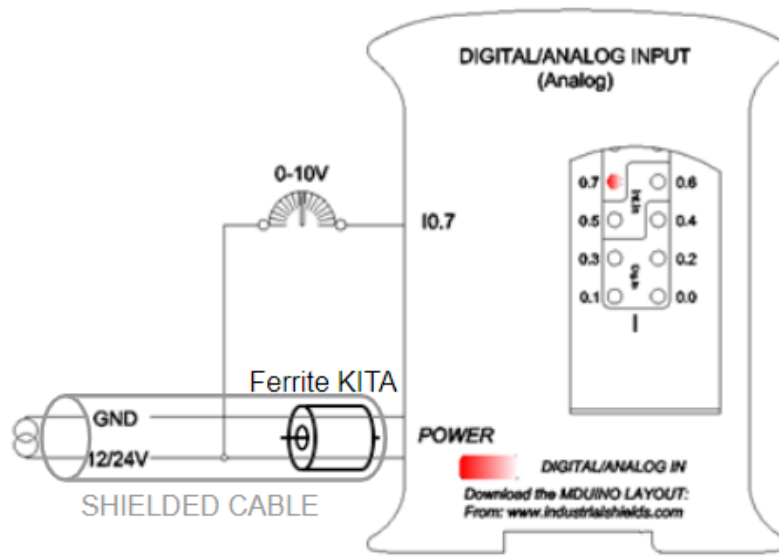 DIGITAL/ANALOG INPUT
(Analog)
0-10V
I0.7
0.7
0.6
0.5
0.4
0.3
0.2
0.1
0.0
I
Ferrite KITA
GND
12/24V
SHIELDED CABLE
POWER
DIGITAL/ANALOG IN
Download the MDUINO LAYOUT:
From: www.industrialshields.com